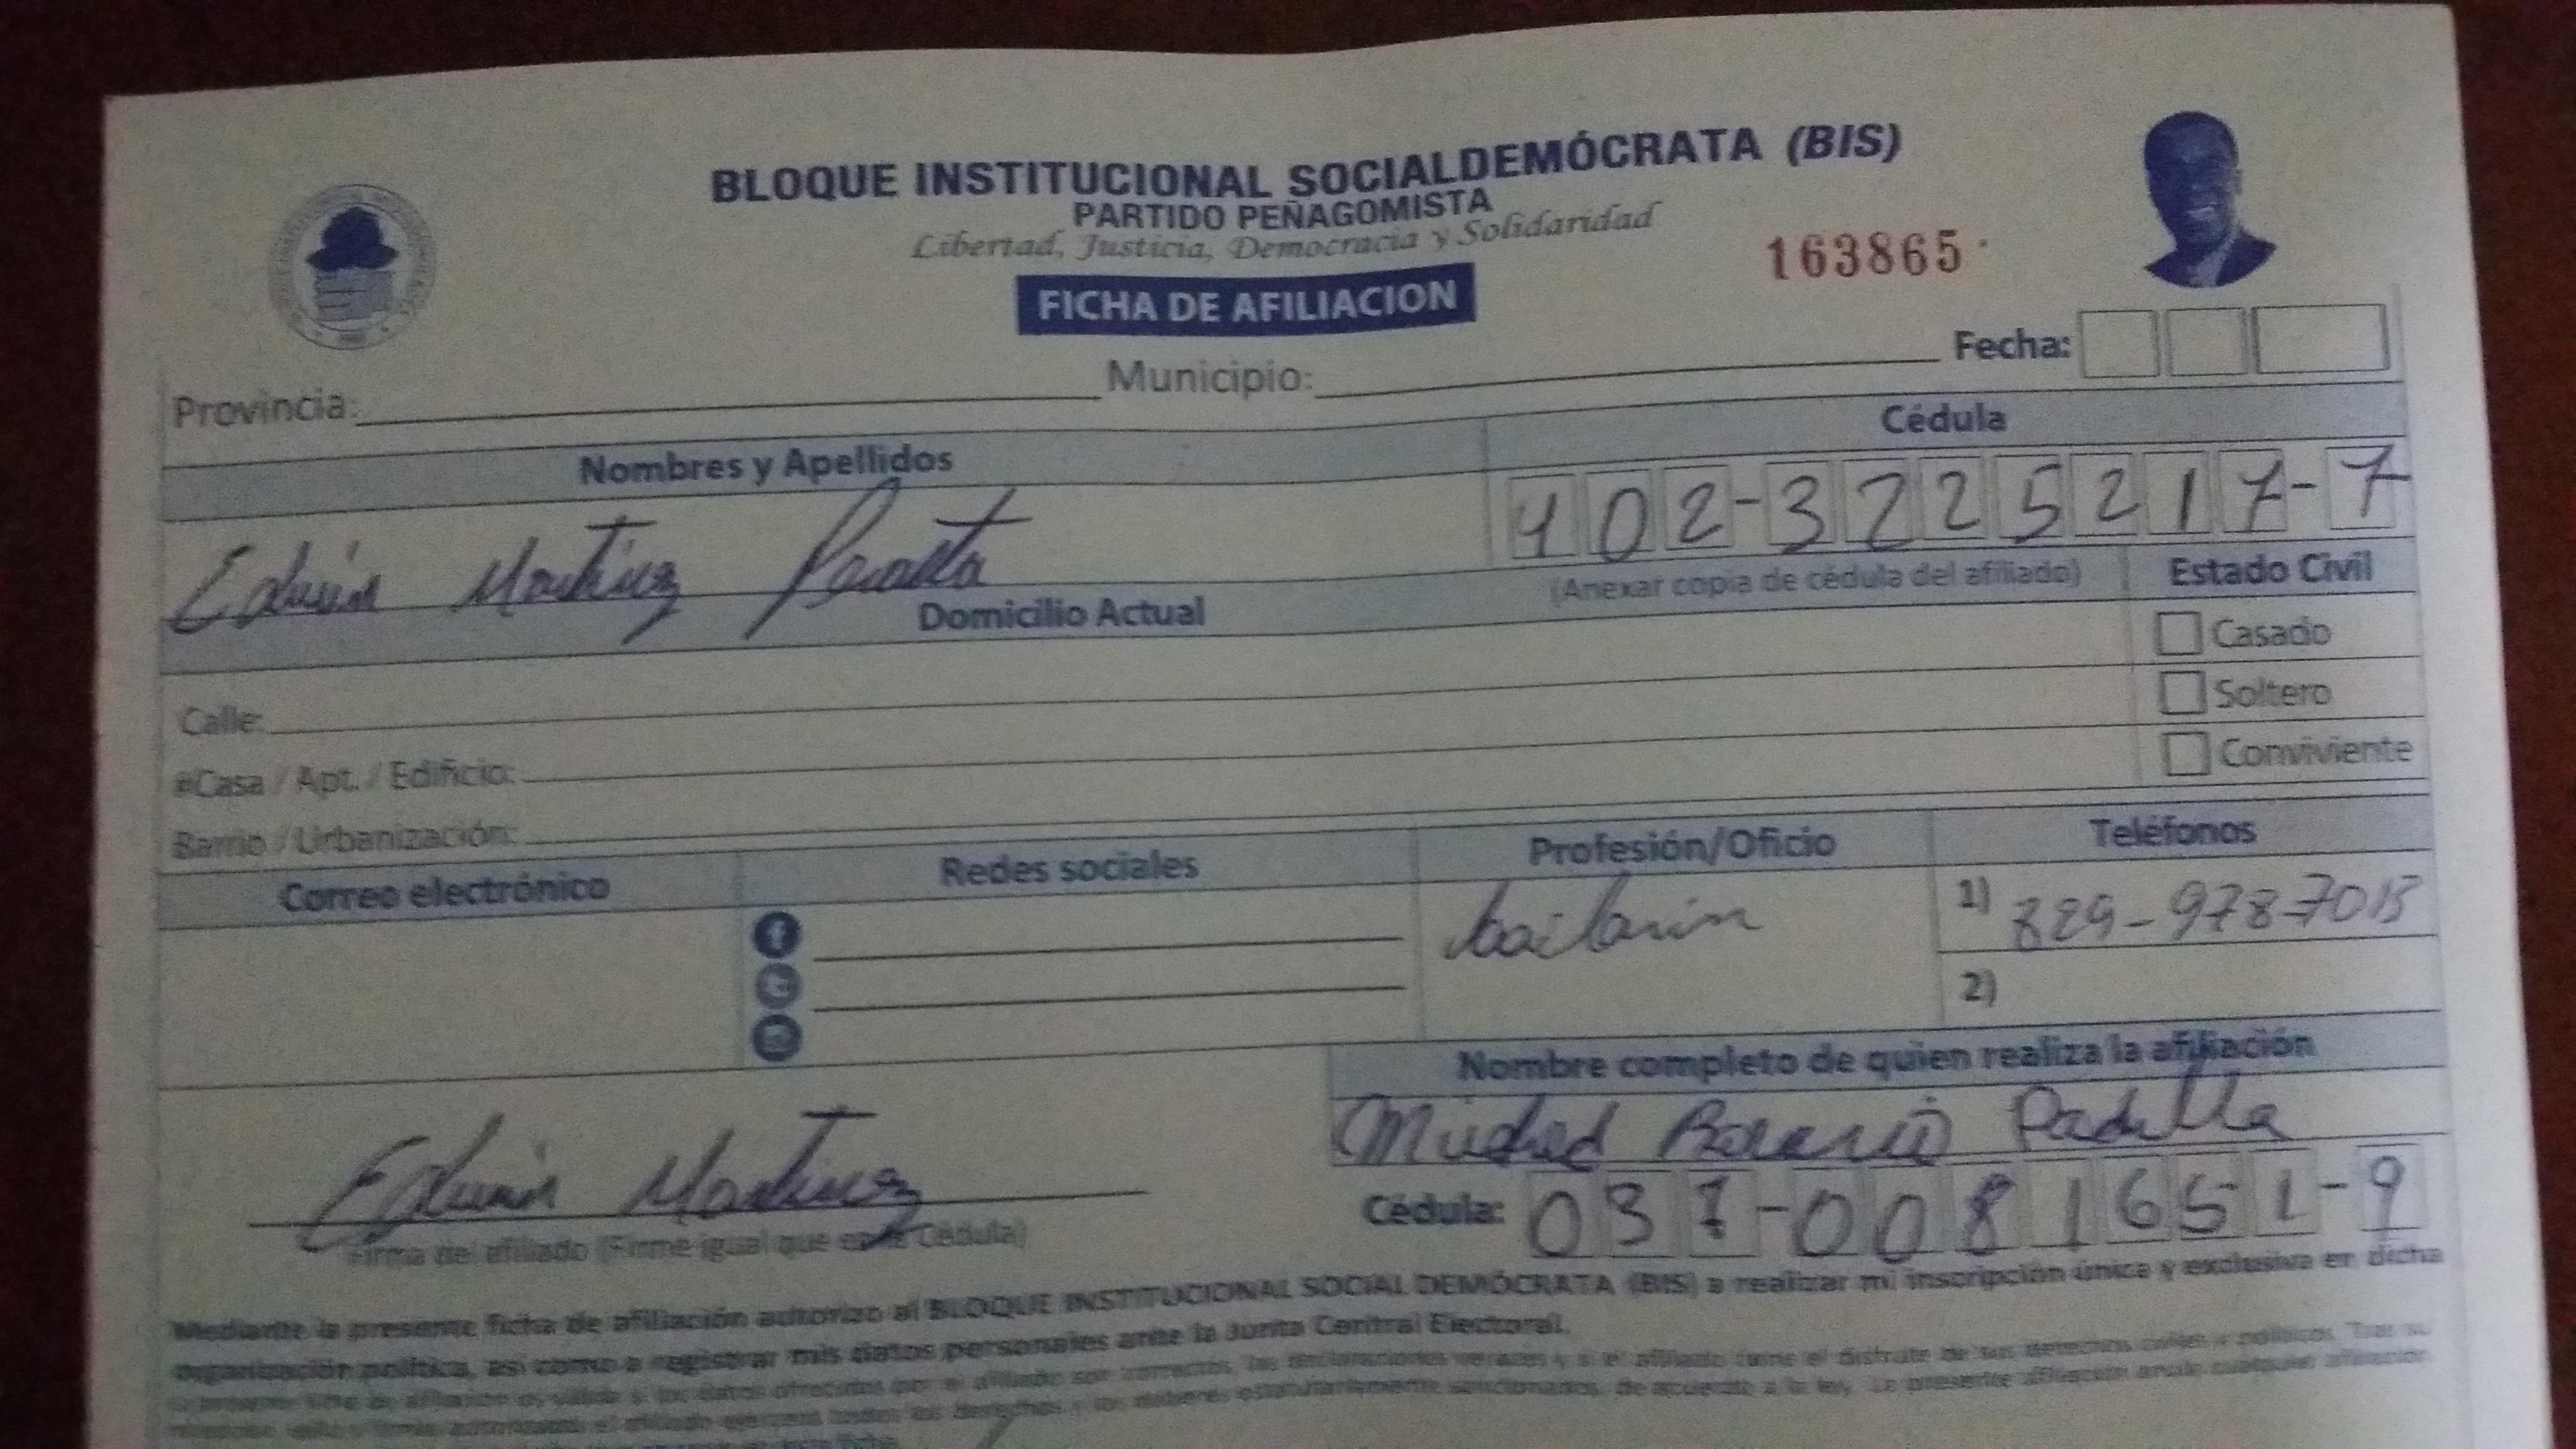 BLOQUE INSTITUCIONAL SOCIALDEMÓCRATA (BIS)
PARTIDO PEÑAGOMISTA
Libertad, Justicia, Democracia y Solidaridad
163865
FICHA DE AFILIACION
Fecha:
Provincia: Municipio:
Nombres y Apellidos Cédula
Edwin Martinez Peralta 402-3225217-7
Domicilio Actual (Anexar copia de cédula del afiliado) Estado Civil
Casado
Calle: Soltero
#Casa / Apt. / Edificio: Conviviente
Barrio / Urbanización:
Correo electrónico Redes sociales Profesión/Oficio Teléfonos
bailarin 1) 829-978-7015
2)
Nombre completo de quien realiza la afiliación
Padilla
Edwin Martinez Cédula: 037-0081651-9
Firma del afiliado (Firme igual que en la Cédula)
Mediante la presente ficha de afiliación autorizo al BLOQUE INSTITUCIONAL SOCIAL DEMÓCRATA (BIS) a realizar mi inscripción única y exclusiva en dicha
organización política, asi como a registrar mis datos personales ante la Junta Central Electoral.